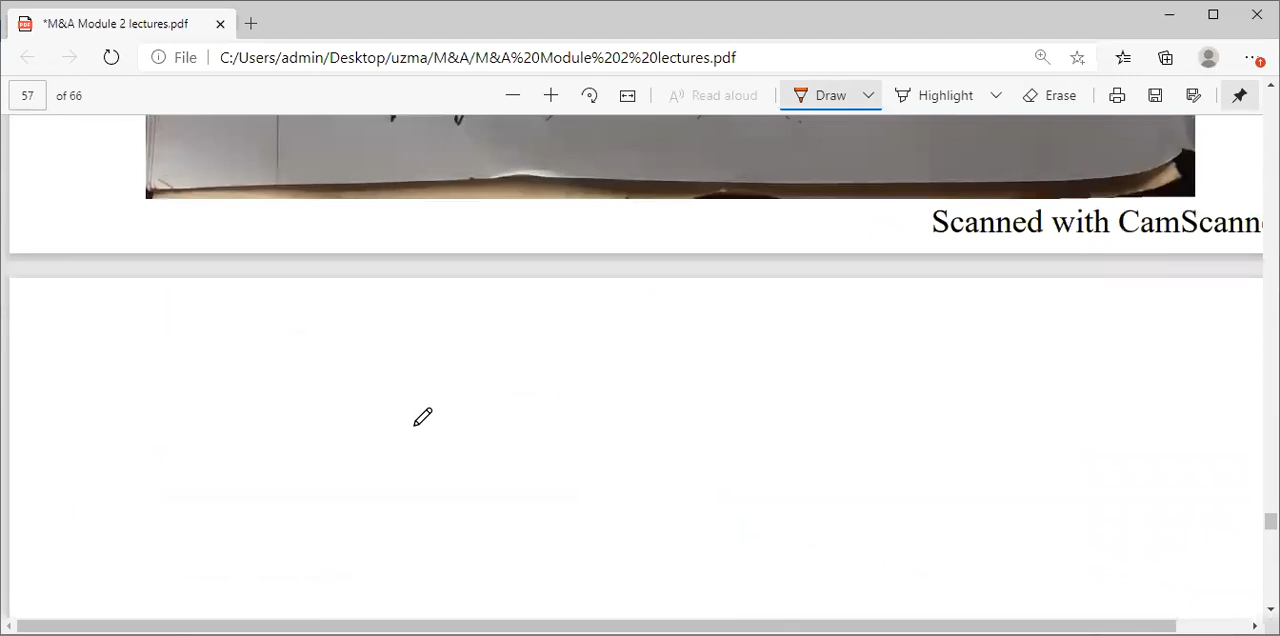 *M&A Module 2 lectures.pdf
File
C:/Users/admin/Desktop/uzma/M&A/M&A%20Module%202%20lectures.pdf
57 of 66
Read aloud
Draw
Highlight
Erase
Scanned with CamScann